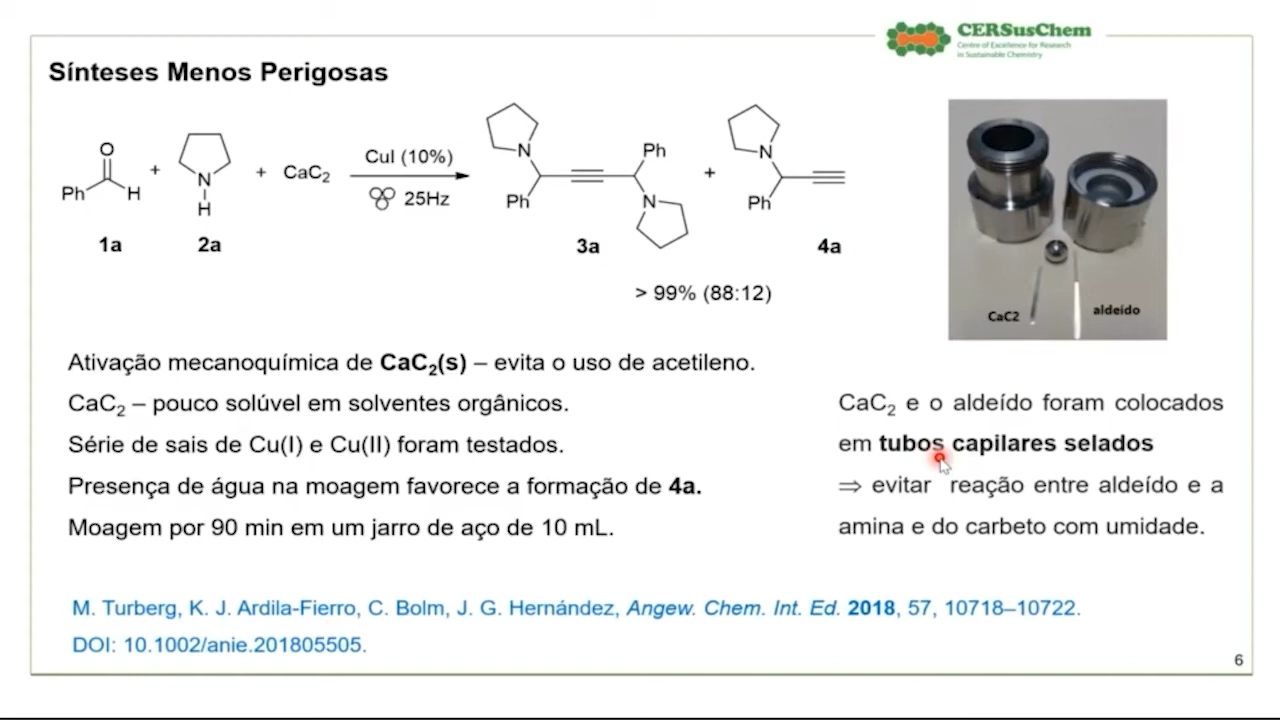 CERSusChem
Centre of Excellence for Research
in Sustainable Chemistry
Sínteses Menos Perigosas
O
Ph
H
+
N
H
+ CaC2
CuI (10%)
25Hz
N
Ph
Ph
N
+
N
Ph
1a
2a
3a
4a
> 99% (88:12)
CaC2
aldeído
Ativação mecanoquímica de CaC2(s) – evita o uso de acetileno.
CaC2 – pouco solúvel em solventes orgânicos.
Série de sais de Cu(I) e Cu(II) foram testados.
Presença de água na moagem favorece a formação de 4a.
Moagem por 90 min em um jarro de aço de 10 mL.
CaC2 e o aldeído foram colocados
em tubos capilares selados
⇒ evitar reação entre aldeído e a
amina e do carbeto com umidade.
M. Turberg, K. J. Ardila-Fierro, C. Bolm, J. G. Hernández, Angew. Chem. Int. Ed. 2018, 57, 10718–10722.
DOI: 10.1002/anie.201805505.
6